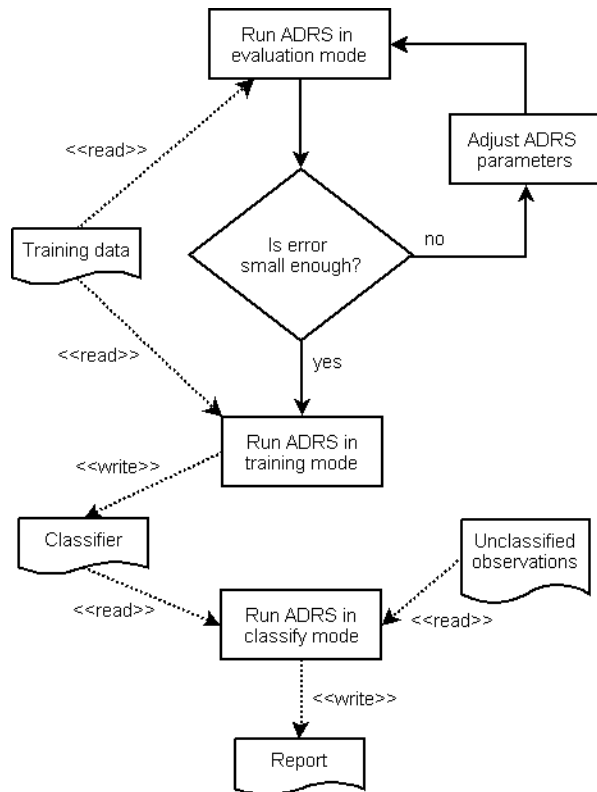 Run ADRS in
evaluation mode
<<read>>
Adjust ADRS
parameters
Training data
Is error
small enough?
no
<<read>>
yes
Run ADRS in
training mode
<<write>>
Classifier
Unclassified
observations
<<read>>
Run ADRS in
classify mode
<<read>>
<<write>>
Report